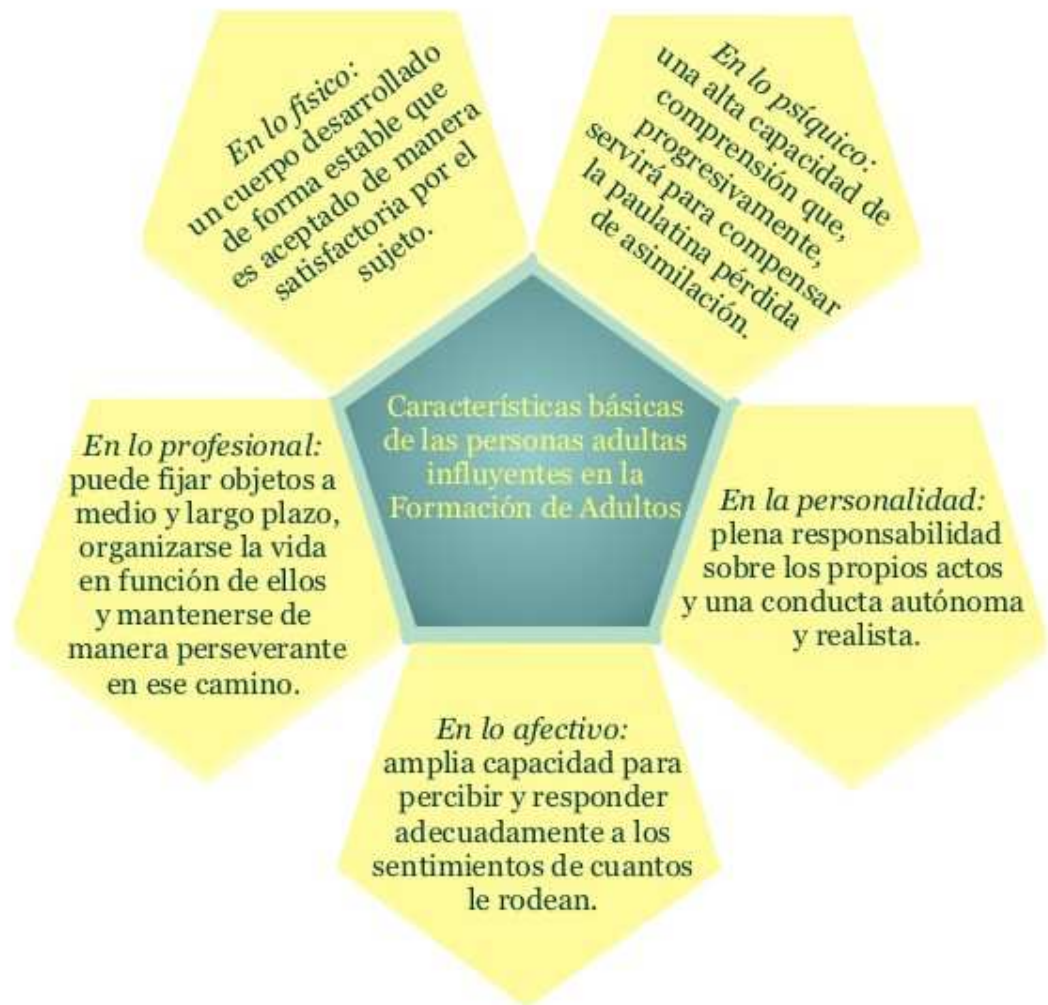 En lo físico:
un cuerpo desarrollado
de forma estable que
es aceptado de manera
satisfactoria por el
sujeto.
En lo psíquico:
una alta capacidad de
comprensión que,
progresivamente,
servirá para compensar
la paulatina pérdida
de asimilación.
Características básicas
de las personas adultas
influyentes en la
Formación de Adultos
En lo profesional:
puede fijar objetos a
medio y largo plazo,
organizarse la vida
en función de ellos
y mantenerse de
manera perseverante
en ese camino.
En la personalidad:
plena responsabilidad
sobre los propios actos
y una conducta autónoma
y realista.
En lo afectivo:
amplia capacidad para
percibir y responder
adecuadamente a los
sentimientos de cuantos
le rodean.